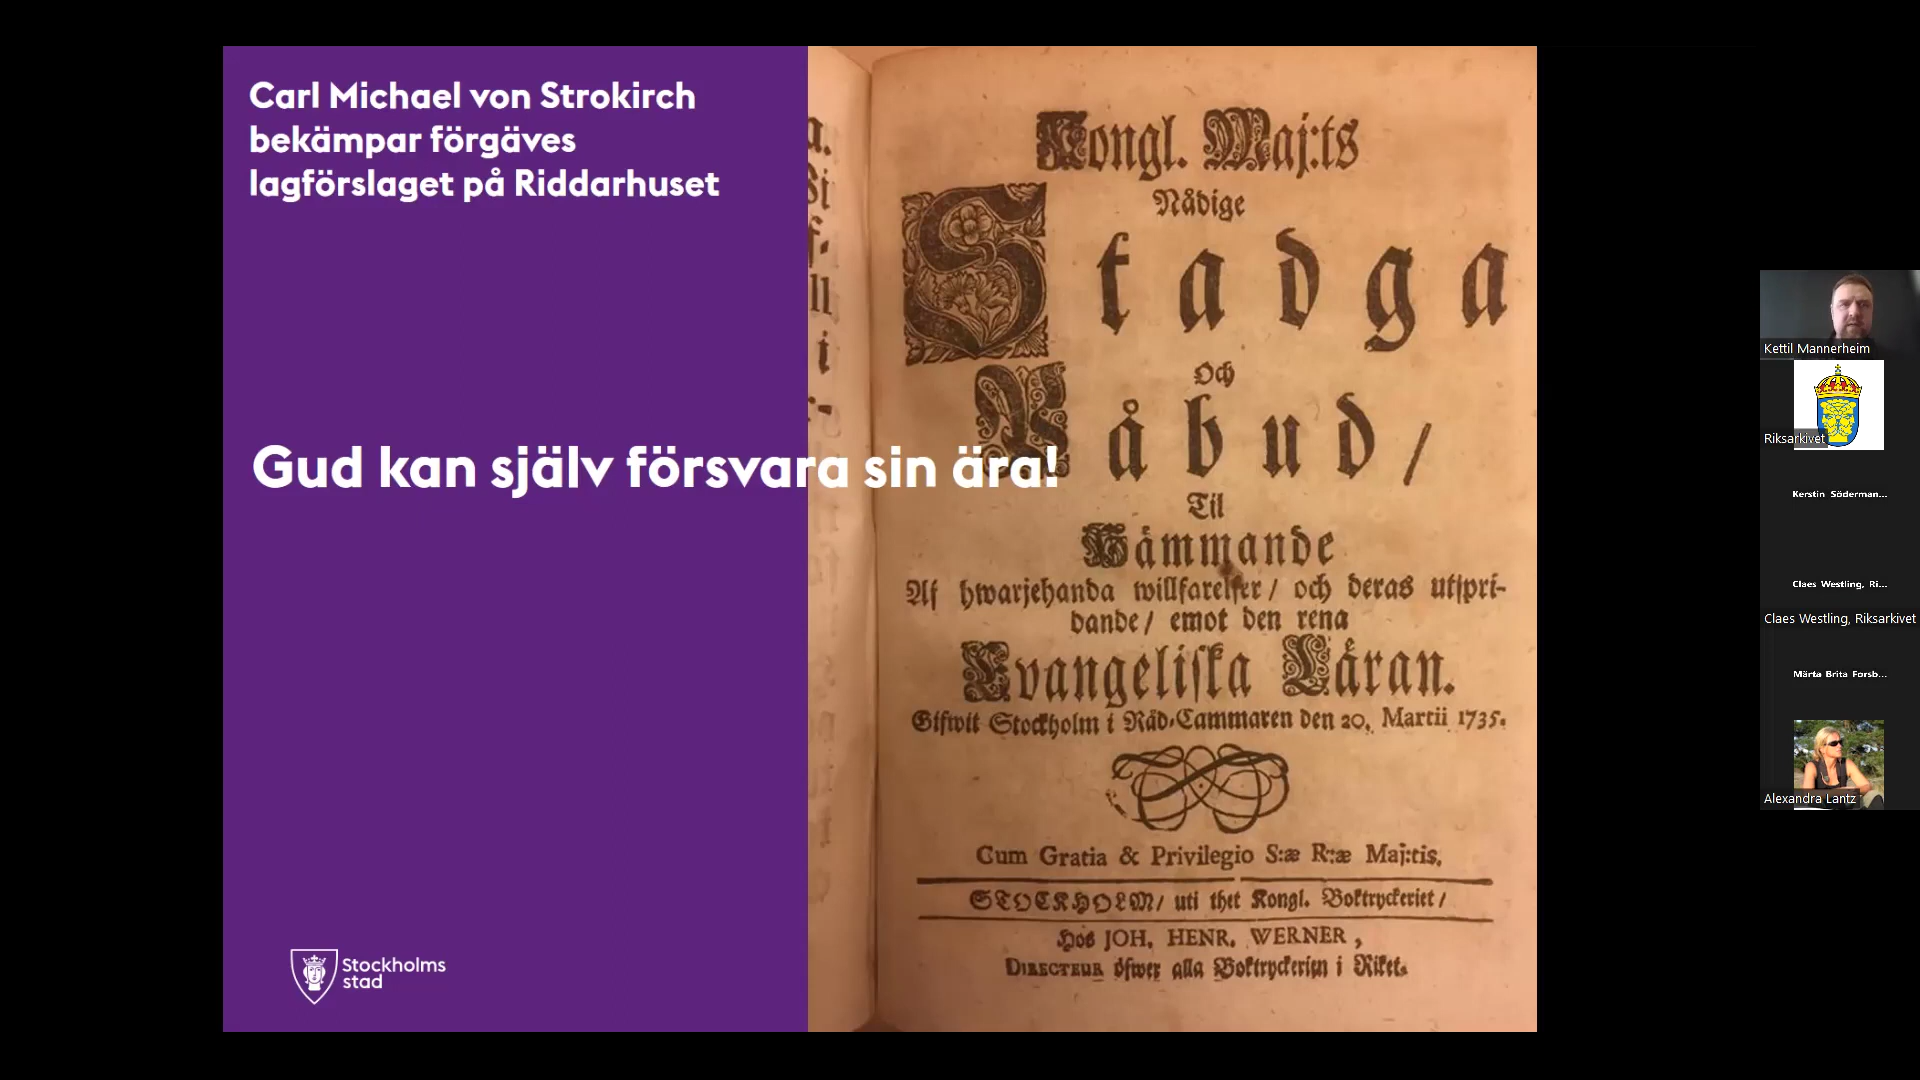 Carl Michael von Strokirch
bekämpar förgäves
lagförslaget på Riddarhuset
Gud kan själv försvara sin ära!
Stockholms
stad
Kongl. Maj:ts
Nådige
Stadga
Och
Påbud/
Til
Hämmande
Af hwarjehanda willfarelser/ och deras utspri-
dande/ emot den rena
Evangeliska Läran.
Gifwit Stockholm i Råd-Cammaren den 20. Martii 1735.
Cum Gratia & Privilegio S:æ R:æ Maj:tis.
STOCKHOLM/ uti thet Kongl. Boktryckeriet/
Hos JOH. HENR. WERNER,
DIRECTEUR öfwer alla Boktryckerien i Riket.
Kettil Mannerheim
Riksarkivet
Kerstin Söderman...
Claes Westling, Ri...
Claes Westling, Riksarkivet
Märta Brita Forsb...
Alexandra Lantz